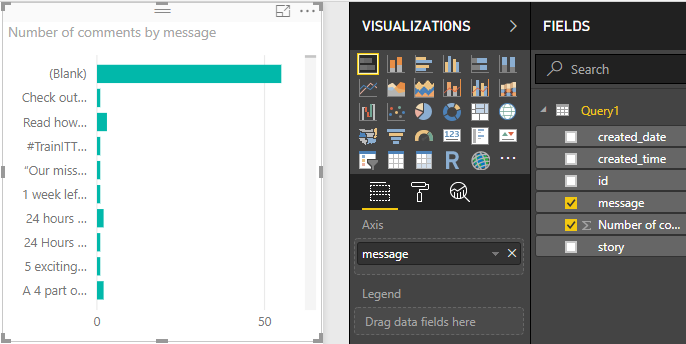 Number of comments by message
(Blank)
Check out...
Read how...
#TrainITT...
"Our miss...
1 week lef...
24 hours ...
24 Hours ...
5 exciting...
A 4 part o...
0
50
VISUALIZATIONS
123
R
Axis
message
Legend
Drag data fields here
FIELDS
Search
Query1
created_date
created_time
id
message
Σ Number of co...
story